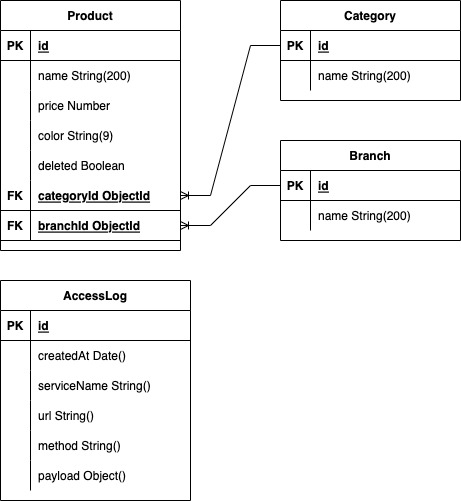 Product
PK id
name String(200)
price Number
color String(9)
deleted Boolean
FK categoryId ObjectId
FK branchId ObjectId
Category
PK id
name String(200)
Branch
PK id
name String(200)
AccessLog
PK id
createdAt Date()
serviceName String()
url String()
method String()
payload Object()